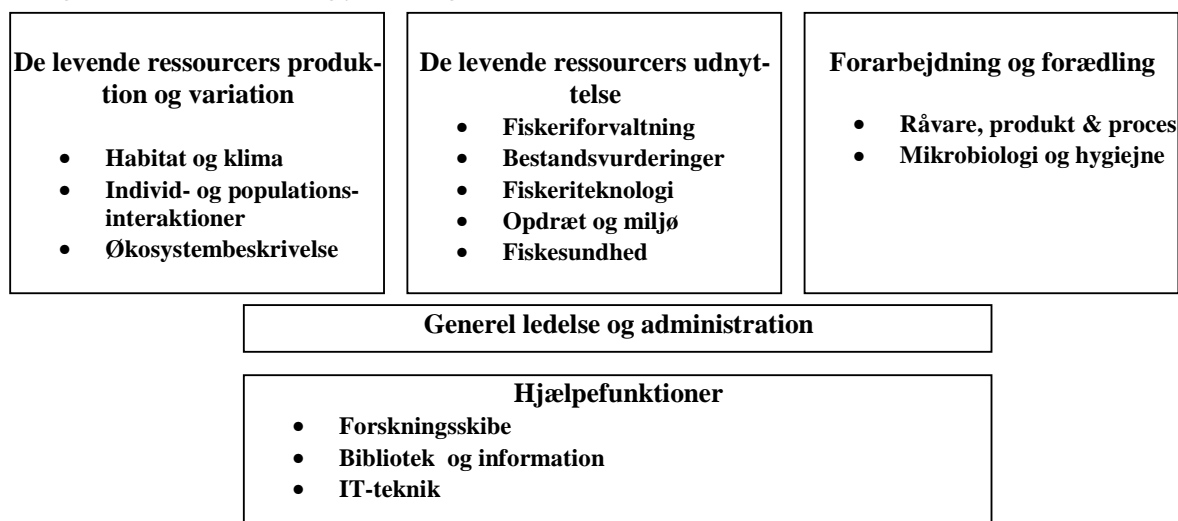 De levende ressourcers produk-
tion og variation
• Habitat og klima
• Individ- og populations-
interaktioner
• Økosystembeskrivelse
De levende ressourcers udnyt-
telse
• Fiskeriforvaltning
• Bestandsvurderinger
• Fiskeriteknologi
• Opdræt og miljø
• Fiskesundhed
Forarbejdning og forædling
• Råvare, produkt & proces
• Mikrobiologi og hygiejne
Generel ledelse og administration
Hjælpefunktioner
• Forskningsskibe
• Bibliotek og information
• IT-teknik